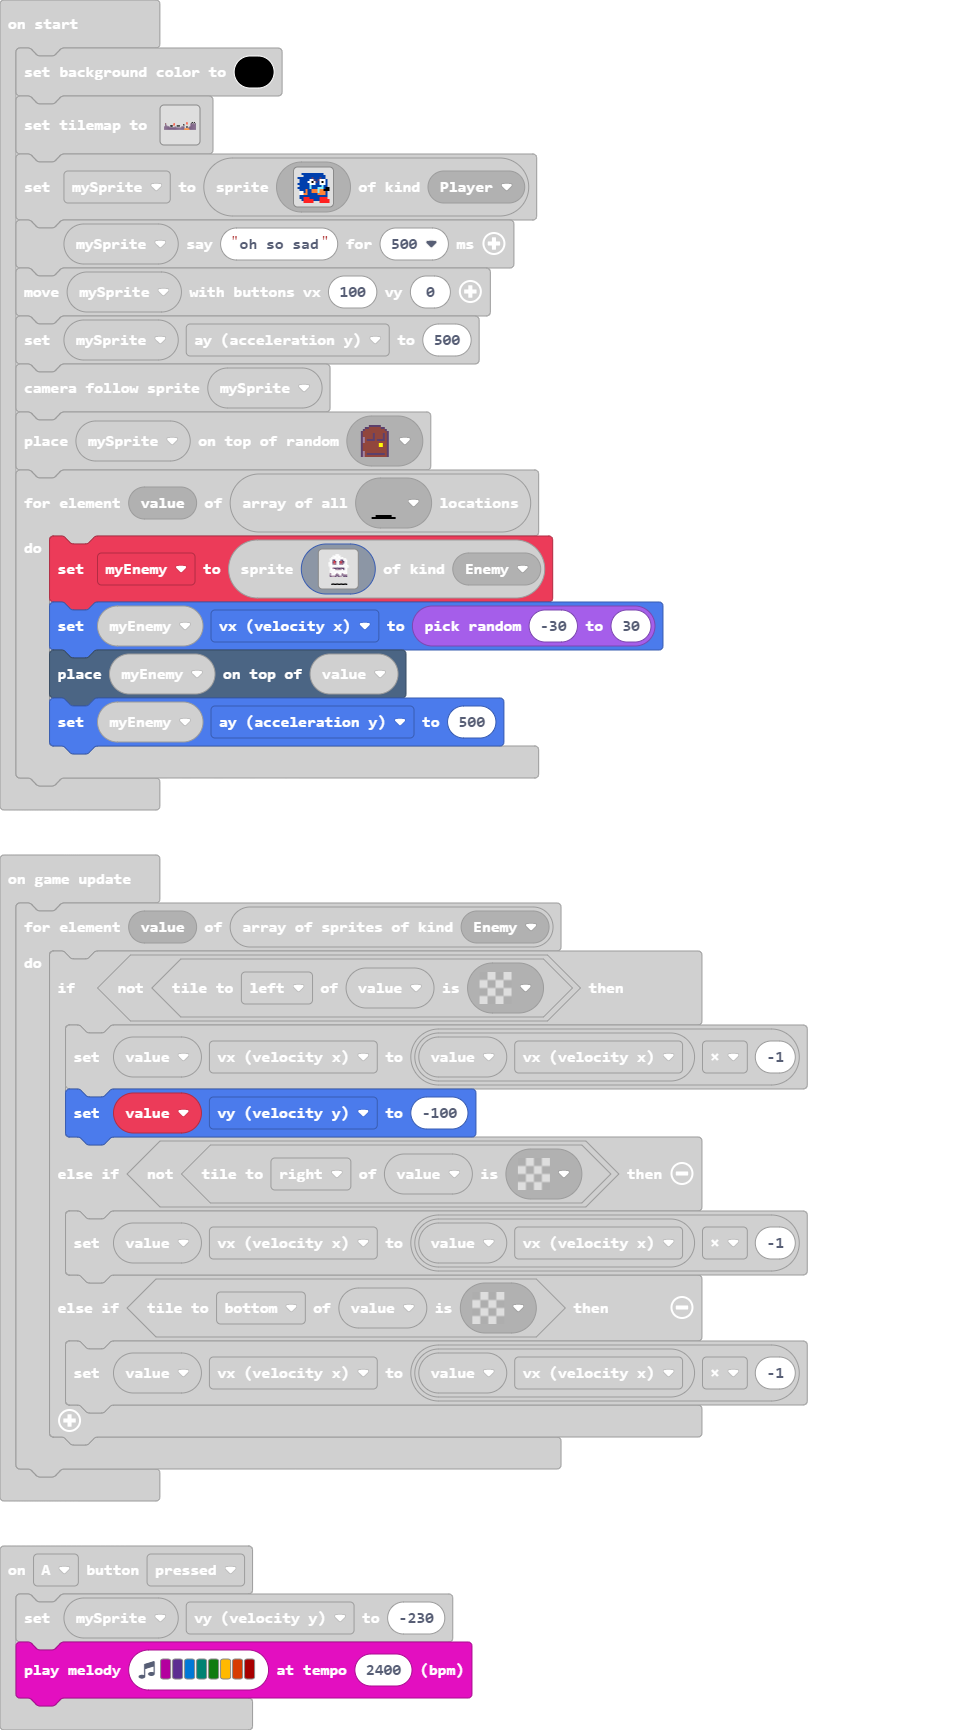 on start
set background color to
set tilemap to
set mySprite to sprite of kind Player
mySprite say "oh so sad" for 500 ms
move mySprite with buttons vx 100 vy 0
set mySprite ay (acceleration y) to 500
camera follow sprite mySprite
place mySprite on top of random
for element value of array of all locations
do
set myEnemy to sprite of kind Enemy
set myEnemy vx (velocity x) to pick random -30 to 30
place myEnemy on top of value
set myEnemy ay (acceleration y) to 500
on game update
for element value of array of sprites of kind Enemy
do
if not tile to left of value is then
set value vx (velocity x) to value vx (velocity x) × -1
set value vy (velocity y) to -100
else if not tile to right of value is then
set value vx (velocity x) to value vx (velocity x) × -1
else if tile to bottom of value is then
set value vx (velocity x) to value vx (velocity x) × -1
on A button pressed
set mySprite vy (velocity y) to -230
play melody at tempo 2400 (bpm)